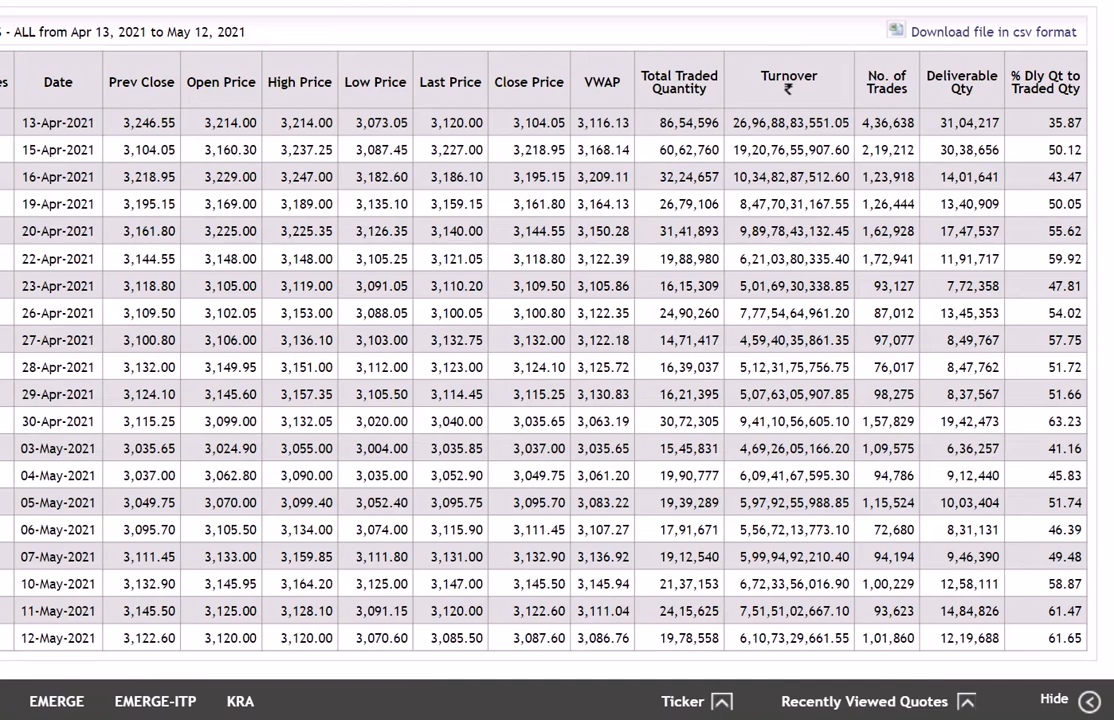 S - ALL from Apr 13, 2021 to May 12, 2021 Download file in csv format
es Date Prev Close Open Price High Price Low Price Last Price Close Price VWAP Total Traded Quantity Turnover ₹ No. of Trades Deliverable Qty % Dly Qt to Traded Qty
13-Apr-2021 3,246.55 3,214.00 3,214.00 3,073.05 3,120.00 3,104.05 3,116.13 86,54,596 26,96,88,83,551.05 4,36,638 31,04,217 35.87
15-Apr-2021 3,104.05 3,160.30 3,237.25 3,087.45 3,227.00 3,218.95 3,168.14 60,62,760 19,20,76,55,907.60 2,19,212 30,38,656 50.12
16-Apr-2021 3,218.95 3,229.00 3,247.00 3,182.60 3,186.10 3,195.15 3,209.11 32,24,657 10,34,82,87,512.60 1,23,918 14,01,641 43.47
19-Apr-2021 3,195.15 3,169.00 3,189.00 3,135.10 3,159.15 3,161.80 3,164.13 26,79,106 8,47,70,31,167.55 1,26,444 13,40,909 50.05
20-Apr-2021 3,161.80 3,225.00 3,225.35 3,126.35 3,140.00 3,144.55 3,150.28 31,41,893 9,89,78,43,132.45 1,62,928 17,47,537 55.62
22-Apr-2021 3,144.55 3,148.00 3,148.00 3,105.25 3,121.05 3,118.80 3,122.39 19,88,980 6,21,03,80,335.40 1,72,941 11,91,717 59.92
23-Apr-2021 3,118.80 3,105.00 3,119.00 3,091.05 3,110.20 3,109.50 3,105.86 16,15,309 5,01,69,30,338.85 93,127 7,72,358 47.81
26-Apr-2021 3,109.50 3,102.05 3,153.00 3,088.05 3,100.05 3,100.80 3,122.35 24,90,260 7,77,54,64,961.20 87,012 13,45,353 54.02
27-Apr-2021 3,100.80 3,106.00 3,136.10 3,103.00 3,132.75 3,132.00 3,122.18 14,71,417 4,59,40,35,861.35 97,077 8,49,767 57.75
28-Apr-2021 3,132.00 3,149.95 3,151.00 3,112.00 3,123.00 3,124.10 3,125.72 16,39,037 5,12,31,75,756.75 76,017 8,47,762 51.72
29-Apr-2021 3,124.10 3,145.60 3,157.35 3,105.50 3,114.45 3,115.25 3,130.83 16,21,395 5,07,63,05,907.85 98,275 8,37,567 51.66
30-Apr-2021 3,115.25 3,099.00 3,132.05 3,020.00 3,040.00 3,035.65 3,063.19 30,72,305 9,41,10,56,605.10 1,57,829 19,42,473 63.23
03-May-2021 3,035.65 3,024.90 3,055.00 3,004.00 3,035.85 3,037.00 3,035.65 15,45,831 4,69,26,05,166.20 1,09,575 6,36,257 41.16
04-May-2021 3,037.00 3,062.80 3,090.00 3,035.00 3,052.90 3,049.75 3,061.20 19,90,777 6,09,41,67,595.30 94,786 9,12,440 45.83
05-May-2021 3,049.75 3,070.00 3,099.40 3,052.40 3,095.75 3,095.70 3,083.22 19,39,289 5,97,92,55,988.85 1,15,524 10,03,404 51.74
06-May-2021 3,095.70 3,105.50 3,134.00 3,074.00 3,115.90 3,111.45 3,107.27 17,91,671 5,56,72,13,773.10 72,680 8,31,131 46.39
07-May-2021 3,111.45 3,133.00 3,159.85 3,111.80 3,131.00 3,132.90 3,136.92 19,12,540 5,99,94,92,210.40 94,194 9,46,390 49.48
10-May-2021 3,132.90 3,145.95 3,164.20 3,125.00 3,147.00 3,145.50 3,145.94 21,37,153 6,72,33,56,016.90 1,00,229 12,58,111 58.87
11-May-2021 3,145.50 3,125.00 3,128.10 3,091.15 3,120.00 3,122.60 3,111.04 24,15,625 7,51,51,02,667.10 93,623 14,84,826 61.47
12-May-2021 3,122.60 3,120.00 3,120.00 3,070.60 3,085.50 3,087.60 3,086.76 19,78,558 6,10,73,29,661.55 1,01,860 12,19,688 61.65
EMERGE EMERGE-ITP KRA Ticker Recently Viewed Quotes Hide